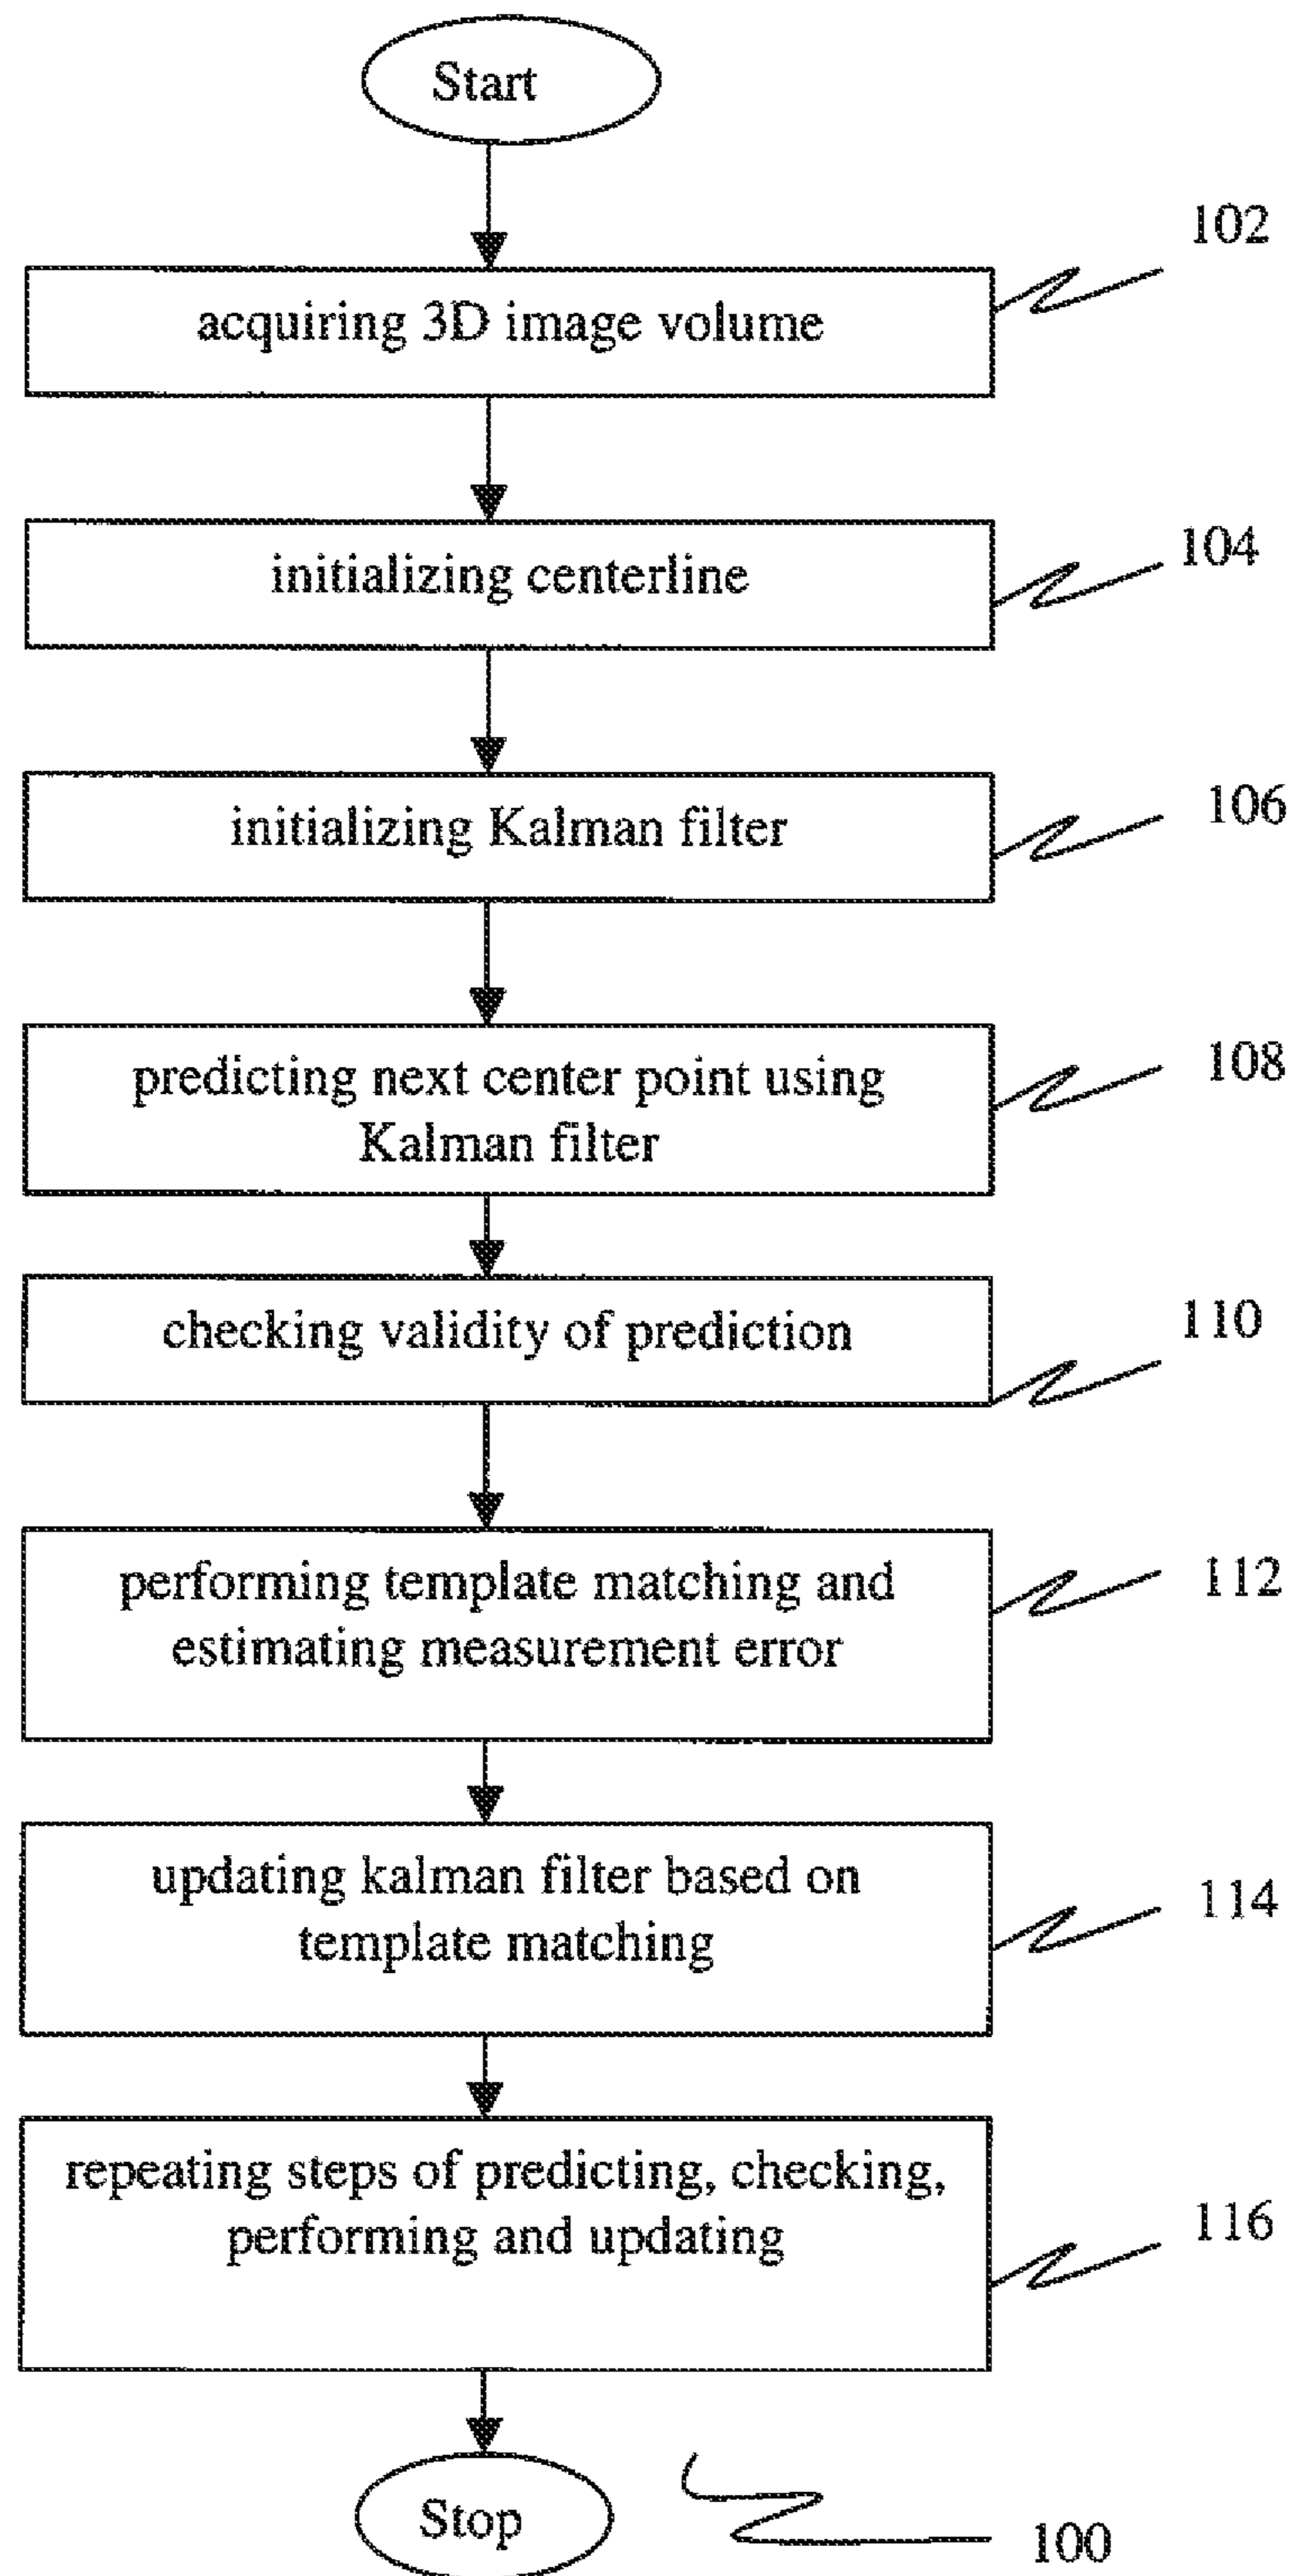 Start
102
acquiring 3D image volume
104
initializing centerline
106
initializing Kalman filter
108
predicting next center point using
Kalman filter
110
checking validity of prediction
112
performing template matching and
estimating measurement error
114
updating kalman filter based on
template matching
116
repeating steps of predicting, checking,
performing and updating
Stop
100